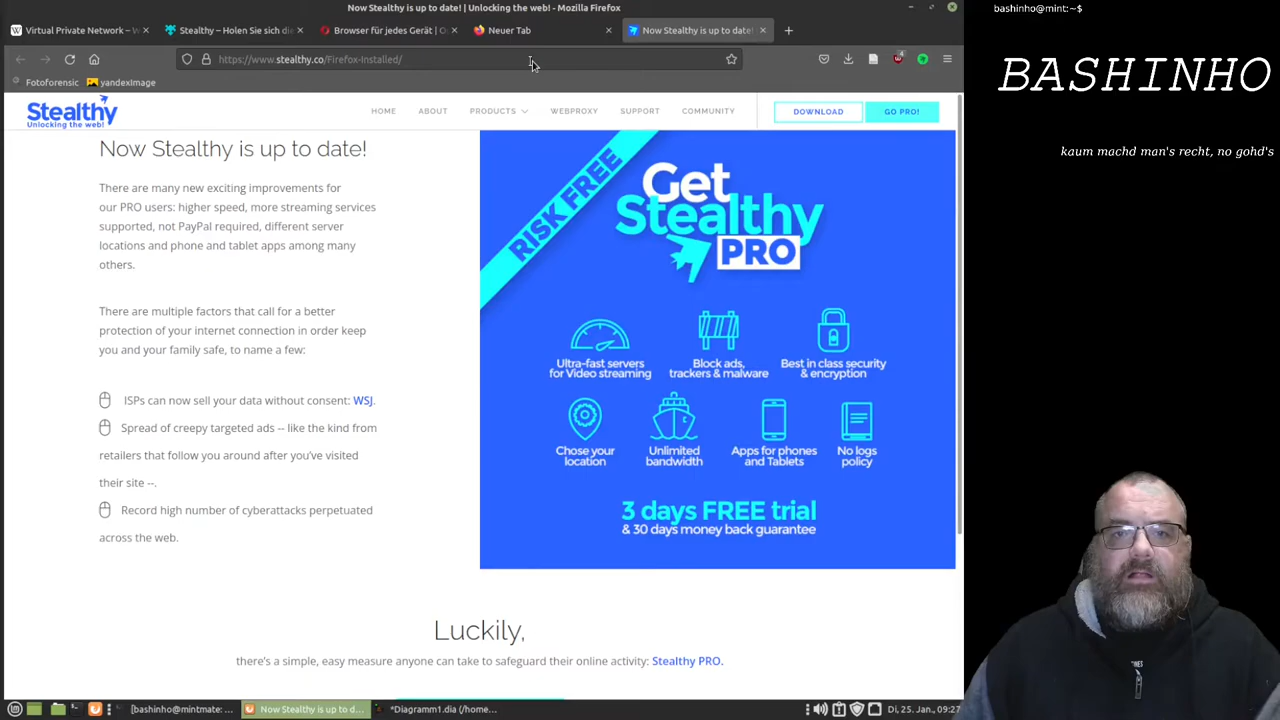 Now Stealthy is up to date! | Unlocking the web! - Mozilla Firefox
bashinho@mint:~$
Virtual Private Network – W
Stealthy – Holen Sie sich di
Browser für jedes Gerät | O
Neuer Tab
Now Stealthy is up to date!
https://www.stealthy.co/Firefox-Installed/
4
Fotoforensic
yandexImage
BASHINHO
kaum machd man's recht, no gohd's
Stealthy
Unlocking the web!
HOME
ABOUT
PRODUCTS
WEBPROXY
SUPPORT
COMMUNITY
DOWNLOAD
GO PRO!
Now Stealthy is up to date!
There are many new exciting improvements for
our PRO users: higher speed, more streaming services
supported, not PayPal required, different server
locations and phone and tablet apps among many
others.
There are multiple factors that call for a better
protection of your internet connection in order keep
you and your family safe, to name a few:
ISPs can now sell your data without consent: WSJ.
Spread of creepy targeted ads -- like the kind from
retailers that follow you around after you've visited
their site --.
Record high number of cyberattacks perpetuated
across the web.
RISK FREE
Get
Stealthy
PRO
Ultra-fast servers
for Video streaming
Block ads,
trackers & malware
Best in class security
& encryption
Chose your
location
Unlimited
bandwidth
Apps for phones
and Tablets
No logs
policy
3 days FREE trial
& 30 days money back guarantee
Luckily,
there's a simple, easy measure anyone can take to safeguard their online activity: Stealthy PRO.
[bashinho@mintmate: ...
Now Stealthy is up to d...
*Diagramm1.dia (/home...
Di, 25. Jan., 09:27